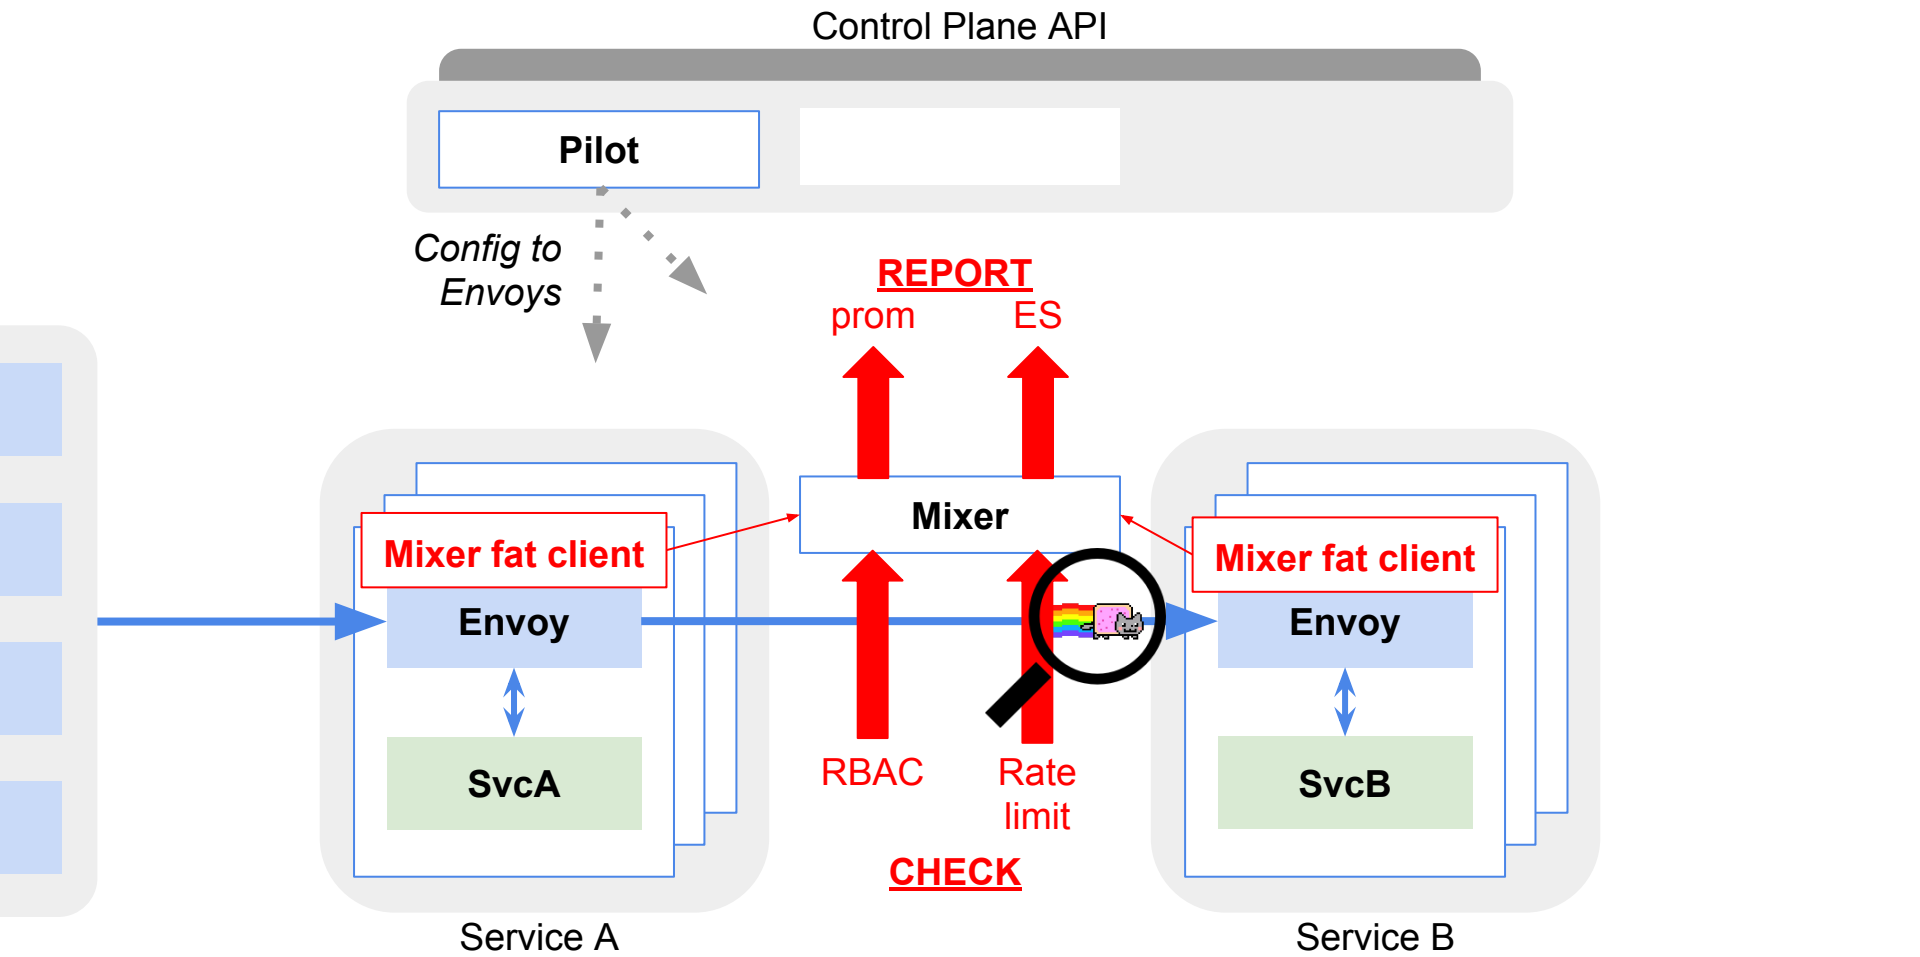 Control Plane API
Pilot
Config to
Envoys
REPORT
prom
ES
Mixer
Mixer fat client
Mixer fat client
Envoy
Envoy
SvcA
SvcB
RBAC
Rate
limit
CHECK
Service A
Service B